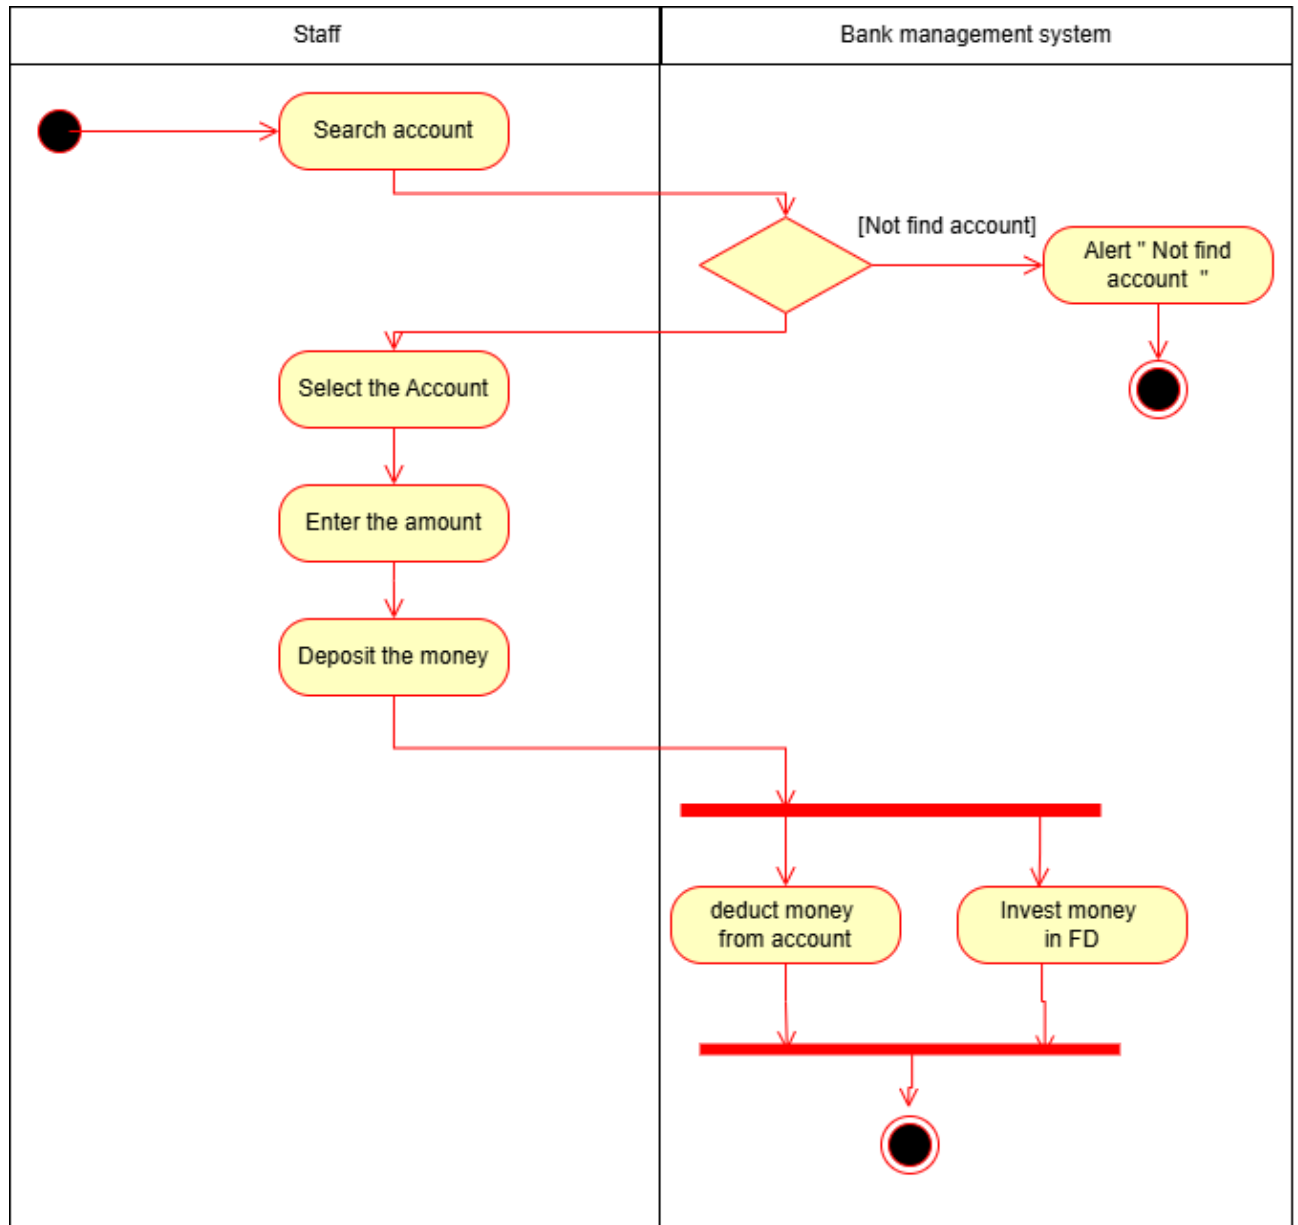 Staff
Bank management system
Search account
[Not find account]
Alert " Not find
account "
Select the Account
Enter the amount
Deposit the money
deduct money
from account
Invest money
in FD